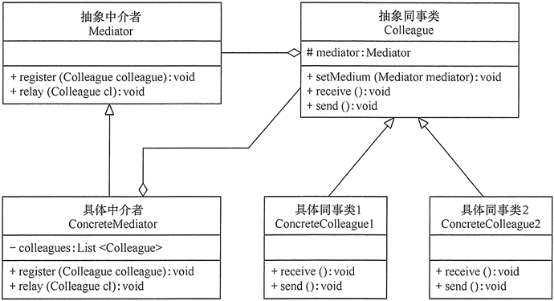 抽象中介者
Mediator
+ register (Colleague colleague): void
+ relay (Colleague cl): void
抽象同事类
Colleague
# mediator: Mediator
+ setMedium (Mediator mediator): void
+ receive (): void
+ send (): void
具体中介者
ConcreteMediator
− colleagues: List <Colleague>
+ register (Colleague colleague): void
+ relay (Colleague cl): void
具体同事类1
ConcreteColleague1
+ receive (): void
+ send (): void
具体同事类2
ConcreteColleague2
+ receive (): void
+ send (): void